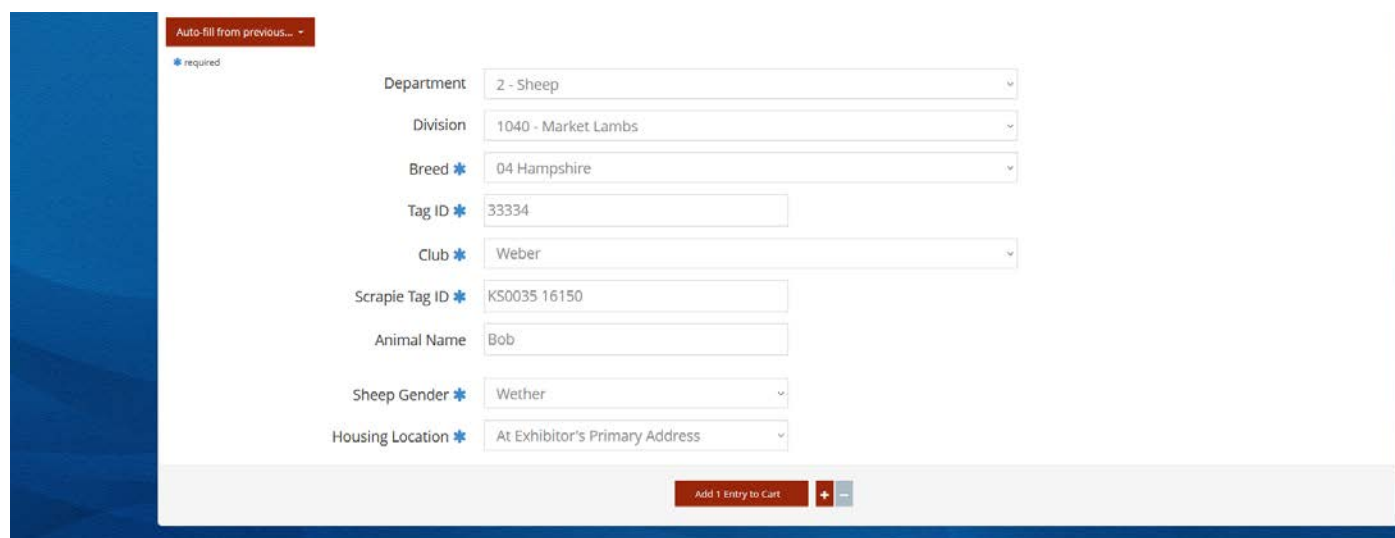 Auto-fill from previous...
✱ required
Department 2 - Sheep
Division 1040 - Market Lambs
Breed ✱ 04 Hampshire
Tag ID ✱ 33334
Club ✱ Weber
Scrapie Tag ID ✱ KS0035 16150
Animal Name Bob
Sheep Gender ✱ Wether
Housing Location ✱ At Exhibitor's Primary Address
Add 1 Entry to Cart + −